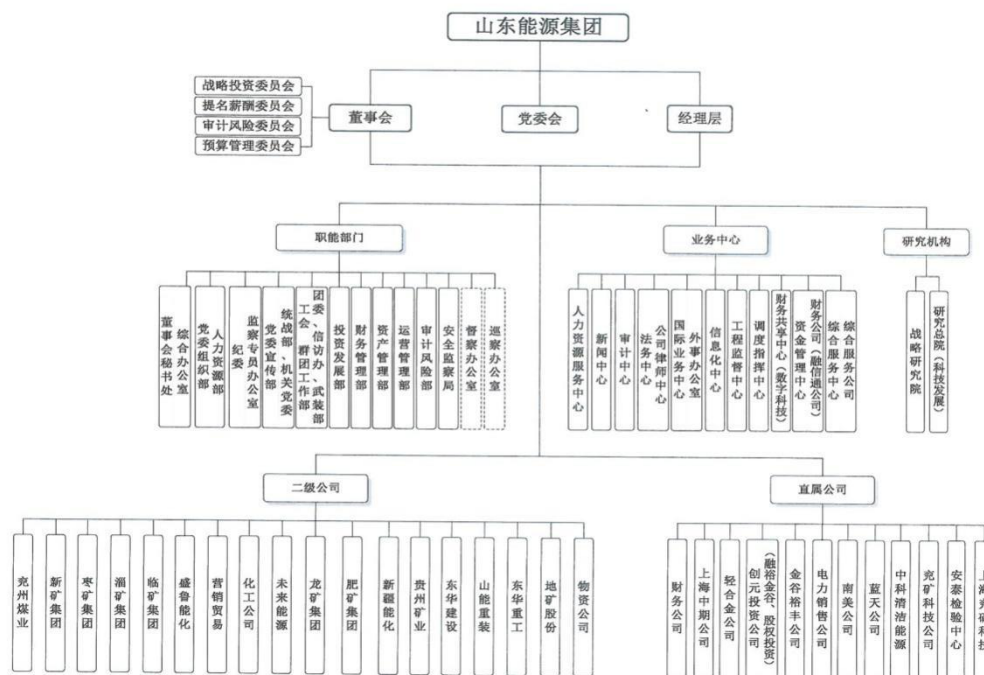 山东能源集团
战略投资委员会
提名薪酬委员会
审计风险委员会
预算管理委员会
董事会
党委会
经理层
职能部门
业务中心
研究机构
董事会秘书处
综合办公室
党委组织部
人力资源部
纪委
监察专员办公室
党委宣传部
统战部、机关党委
工会、群团工作部
团委、信访办、武装部
投资发展部
财务管理部
资产管理部
运营管理部
审计风险部
安全监察局
督察办公室
巡察办公室
人力资源服务中心
新闻中心
审计中心
法务中心
公司律师中心
国际业务中心
外事办公室
信息化中心
工程监督中心
调度指挥中心
财务共享中心（数字科技）
资金管理中心
财务公司（融信通公司）
综合服务中心
综合服务公司
战略研究院
研究总院（科技发展）
二级公司
直属公司
兖州煤业
新矿集团
枣矿集团
淄矿集团
临矿集团
盛鲁能化
营销贸易
化工公司
未来能源
龙矿集团
肥矿集团
新疆能化
贵州矿业
东华建设
山能重装
东华重工
地矿股份
物资公司
财务公司
上海中期公司
轻合金公司
创元投资公司
（融裕金谷、股权投资）
金谷裕丰公司
电力销售公司
南美公司
蓝天公司
中科清洁能源
兖矿科技公司
安泰检验中心
上海